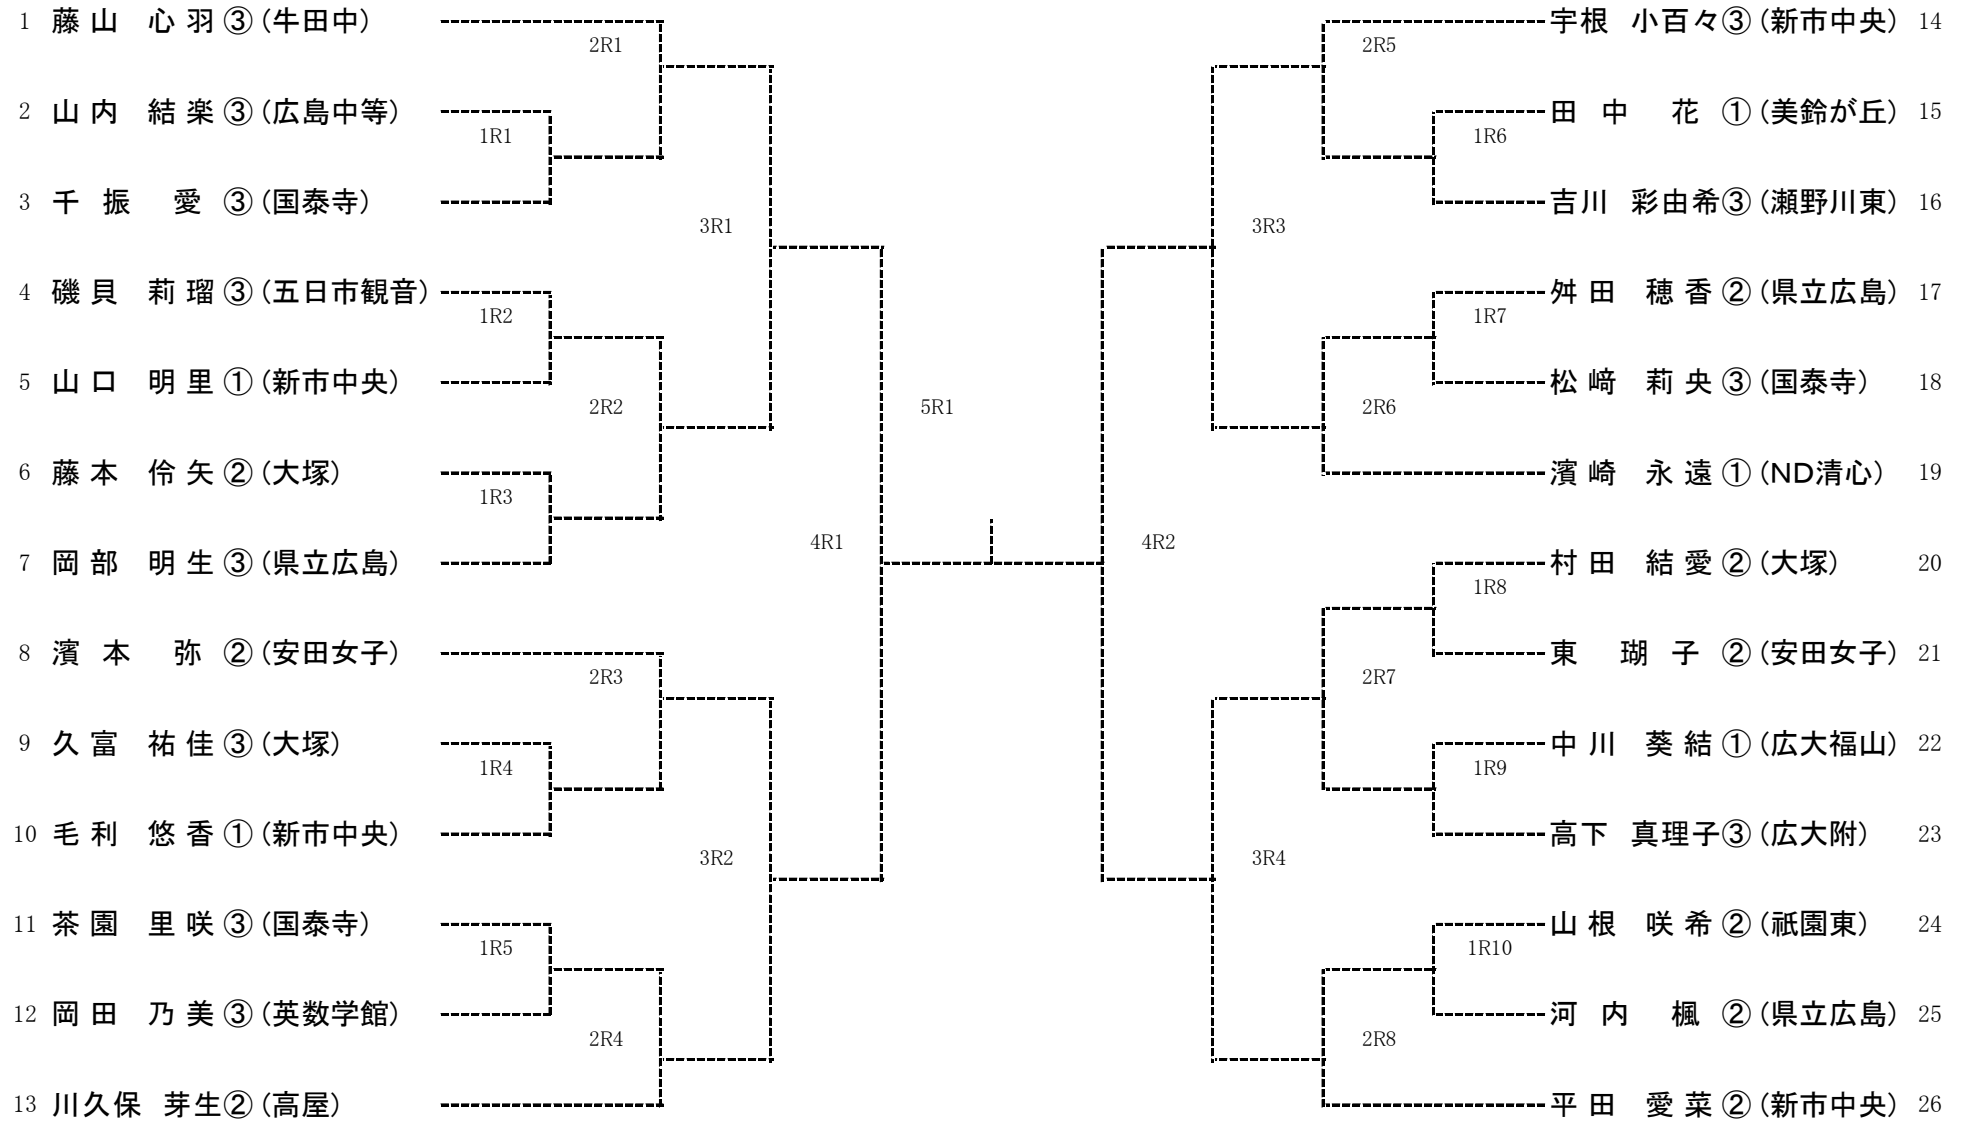 1 藤山 心羽③(牛田中)
2R1
2 山内 結楽③(広島中等)
1R1
3 千振 愛③(国泰寺)
3R1
4 磯貝 莉瑠③(五日市観音)
1R2
5 山口 明里①(新市中央)
2R2
5R1
6 藤本 伶矢②(大塚)
1R3
4R1
7 岡部 明生③(県立広島)
8 濱本 弥②(安田女子)
2R3
9 久富 祐佳③(大塚)
1R4
10 毛利 悠香①(新市中央)
3R2
11 茶園 里咲③(国泰寺)
1R5
12 岡田 乃美③(英数学館)
2R4
13 川久保 芽生②(高屋)
宇根 小百々③(新市中央) 14
2R5
田中 花①(美鈴が丘) 15
1R6
吉川 彩由希③(瀬野川東) 16
3R3
舛田 穂香②(県立広島) 17
1R7
松﨑 莉央③(国泰寺) 18
2R6
濱崎 永遠①(ND清心) 19
4R2
村田 結愛②(大塚) 20
1R8
東 瑚子②(安田女子) 21
2R7
中川 葵結①(広大福山) 22
1R9
高下 真理子③(広大附) 23
3R4
山根 咲希②(祇園東) 24
1R10
河内 楓②(県立広島) 25
2R8
平田 愛菜②(新市中央) 26